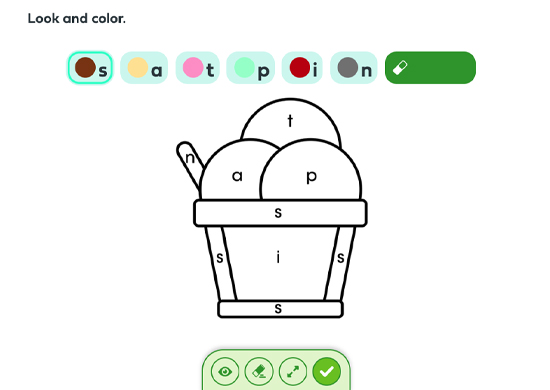 Look and color.
s a t p i n
t
n a p
s
s i s
s